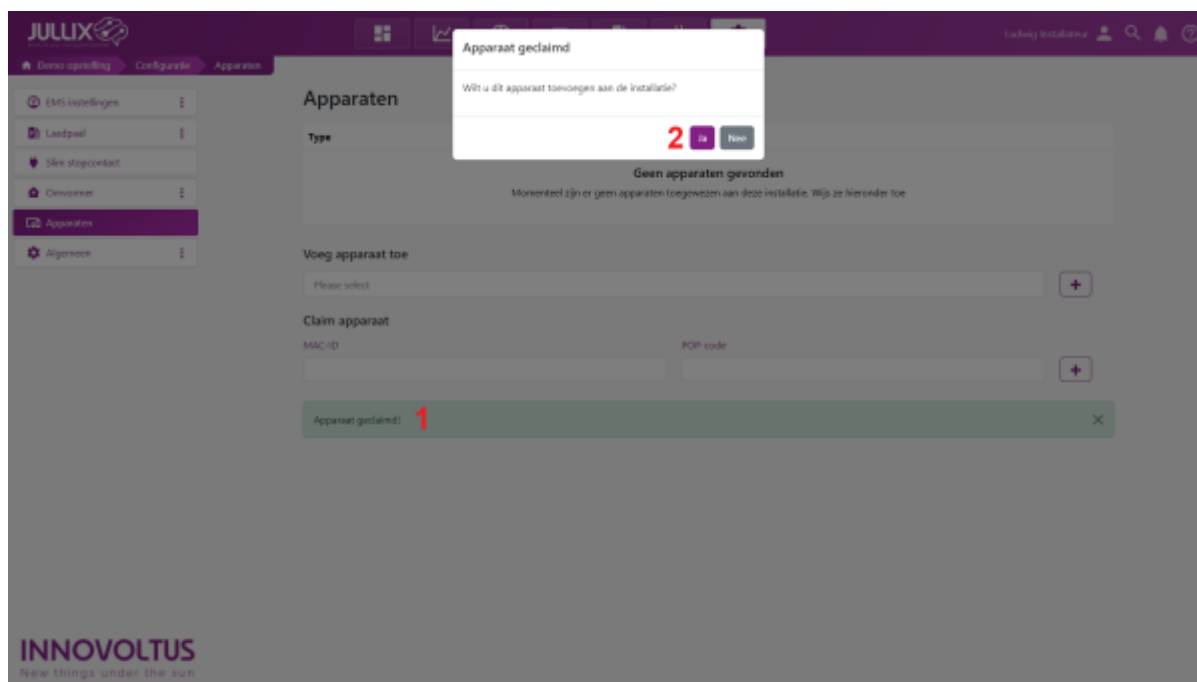 JULLIX
Ludwig Installateur
Demo opstelling
Configuratie
Apparaten
Apparaat geclaimd
Wilt u dit apparaat toevoegen aan de installatie?
2
Ja
Nee
EMS instellingen
Laadpaal
Slim stopcontact
Omvormer
Apparaten
Algemeen
Apparaten
Type
Geen apparaten gevonden
Momenteel zijn er geen apparaten toegewezen aan deze installatie. Wijs ze hieronder toe
Voeg apparaat toe
Please select
+
Claim apparaat
MAC-ID
POP-code
+
Apparaat geclaimd!
1
INNOVOLTUS
New things under the sun